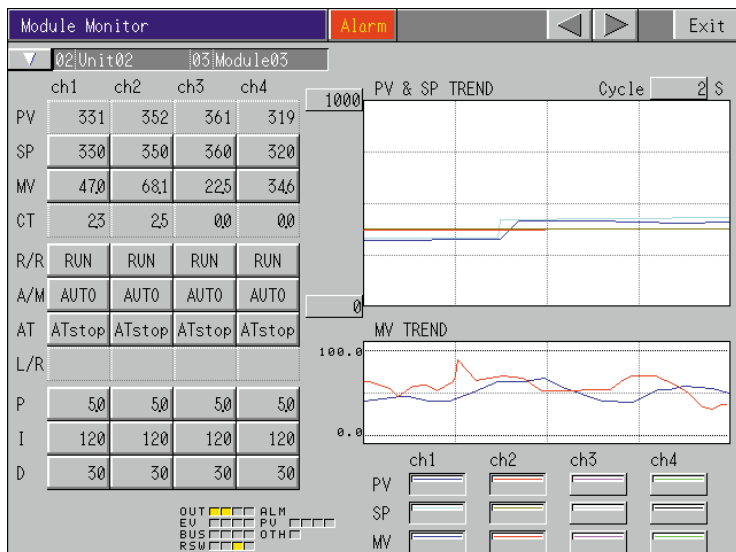 Module Monitor Alarm Exit
02 Unit02 03 Module03
ch1 ch2 ch3 ch4
PV 331 352 361 319
SP 330 350 360 320
MV 47.0 68.1 22.5 34.6
CT 2.3 2.5 0.0 0.0
R/R RUN RUN RUN RUN
A/M AUTO AUTO AUTO AUTO
AT ATstop ATstop ATstop ATstop
L/R
P 5.0 5.0 5.0 5.0
I 120 120 120 120
D 30 30 30 30
OUT ALM
EV PV
BUS OTH
RSW
PV & SP TREND Cycle 2 S
1000
0
MV TREND
100.0
0.0
ch1 ch2 ch3 ch4
PV
SP
MV